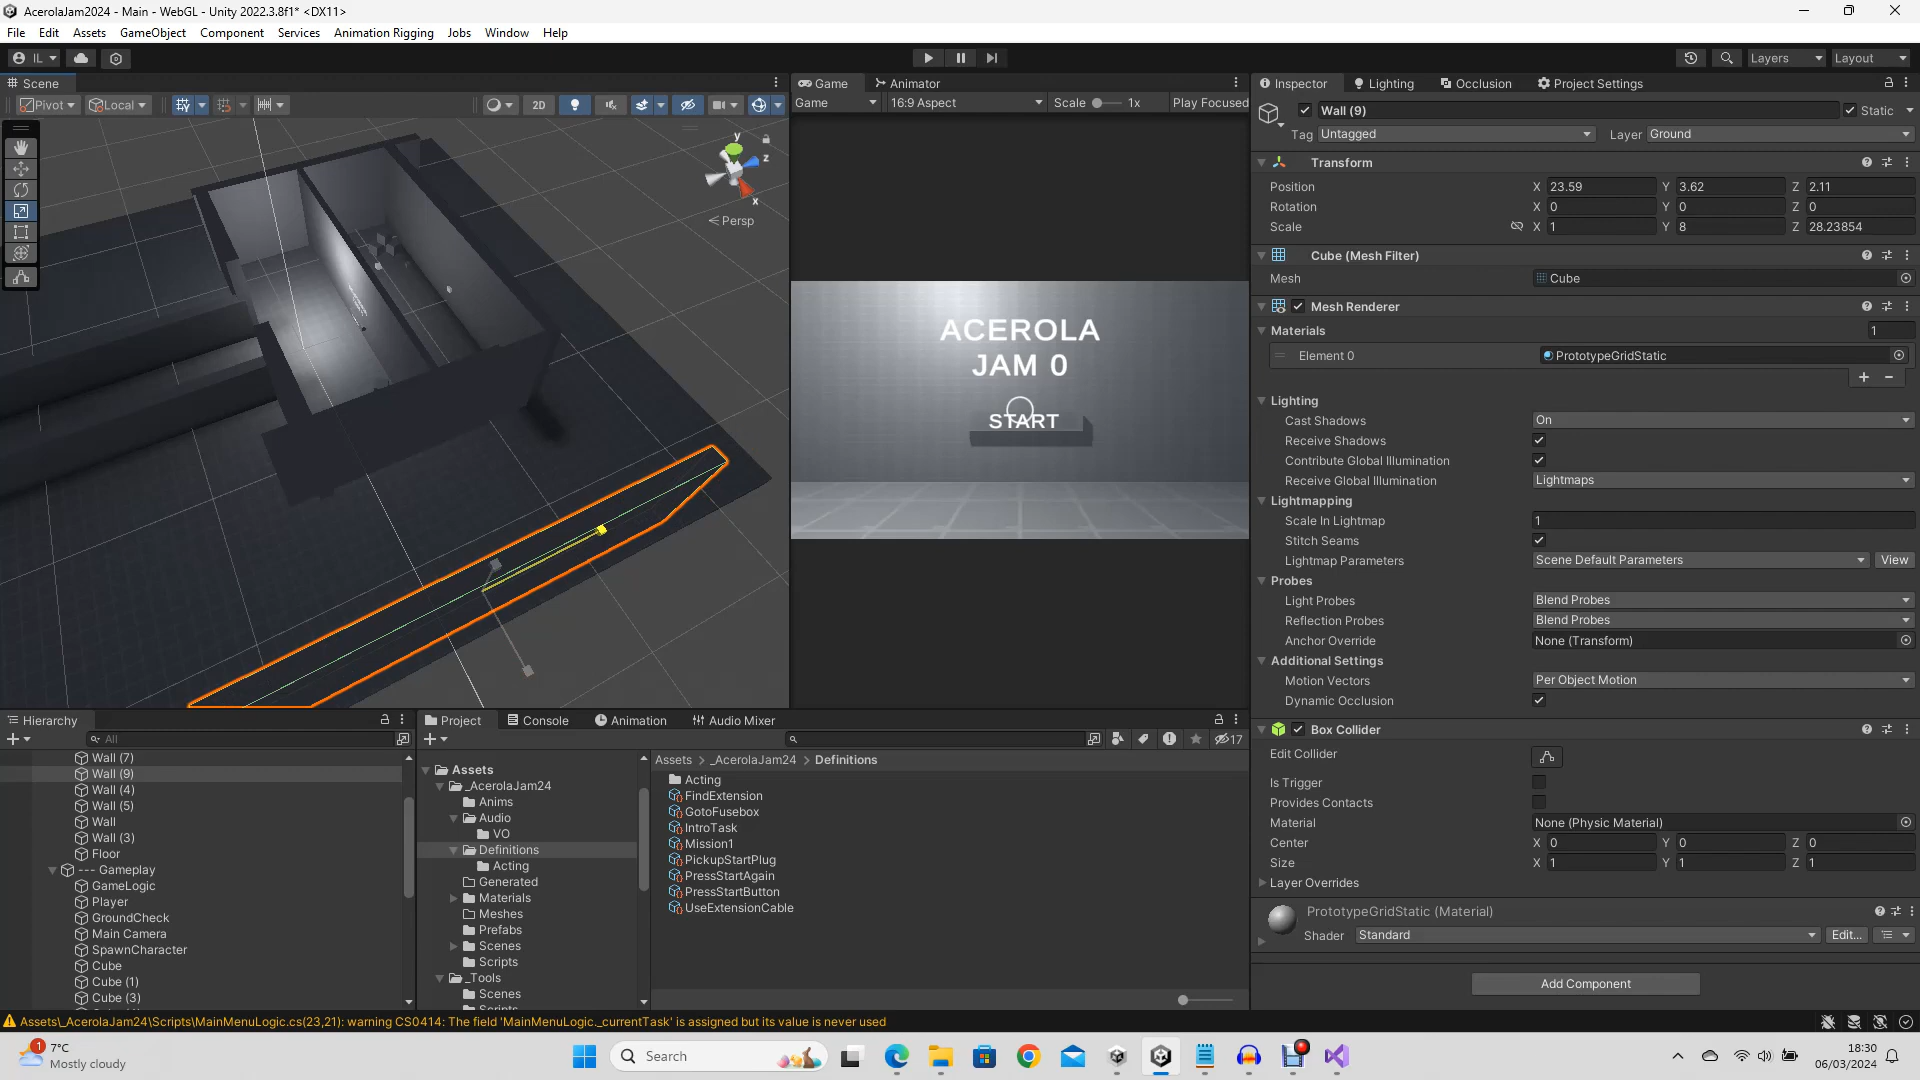 AcerolaJam2024 - Main - WebGL - Unity 2022.3.8f1* <DX11>
File Edit Assets GameObject Component Services Animation Rigging Jobs Window Help
IL Layers Layout
Scene
Pivot Local 2D
y
z
x
Persp
Game Animator
Game 16:9 Aspect Scale 1x Play Focused
ACEROLA
JAM 0
START
Inspector Lighting Occlusion Project Settings
Wall (9) Static
Tag Untagged Layer Ground
Transform
Position X 23.59 Y 3.62 Z 2.11
Rotation X 0 Y 0 Z 0
Scale X 1 Y 8 Z 28.23854
Cube (Mesh Filter)
Mesh Cube
Mesh Renderer
Materials 1
Element 0 PrototypeGridStatic
Lighting
Cast Shadows On
Receive Shadows
Contribute Global Illumination
Receive Global Illumination Lightmaps
Lightmapping
Scale In Lightmap 1
Stitch Seams
Lightmap Parameters Scene Default Parameters View
Probes
Light Probes Blend Probes
Reflection Probes Blend Probes
Anchor Override None (Transform)
Additional Settings
Motion Vectors Per Object Motion
Dynamic Occlusion
Box Collider
Edit Collider
Is Trigger
Provides Contacts
Material None (Physic Material)
Center X 0 Y 0 Z 0
Size X 1 Y 1 Z 1
Layer Overrides
PrototypeGridStatic (Material)
Shader Standard Edit...
Add Component
Hierarchy
All
Wall (7)
Wall (9)
Wall (4)
Wall (5)
Wall
Wall (3)
Floor
--- Gameplay
GameLogic
Player
GroundCheck
Main Camera
SpawnCharacter
Cube
Cube (1)
Cube (3)
Project Console Animation Audio Mixer
17
Assets
_AcerolaJam24
Anims
Audio
VO
Definitions
Acting
Generated
Materials
Meshes
Prefabs
Scenes
Scripts
_Tools
Scenes
Scripts
Assets > _AcerolaJam24 > Definitions
Acting
FindExtension
GotoFusebox
IntroTask
Mission1
PickupStartPlug
PressStartAgain
PressStartButton
UseExtensionCable
Assets\_AcerolaJam24\Scripts\MainMenuLogic.cs(23,21): warning CS0414: The field 'MainMenuLogic._currentTask' is assigned but its value is never used
1
7°C
Mostly cloudy
Search
18:30
06/03/2024